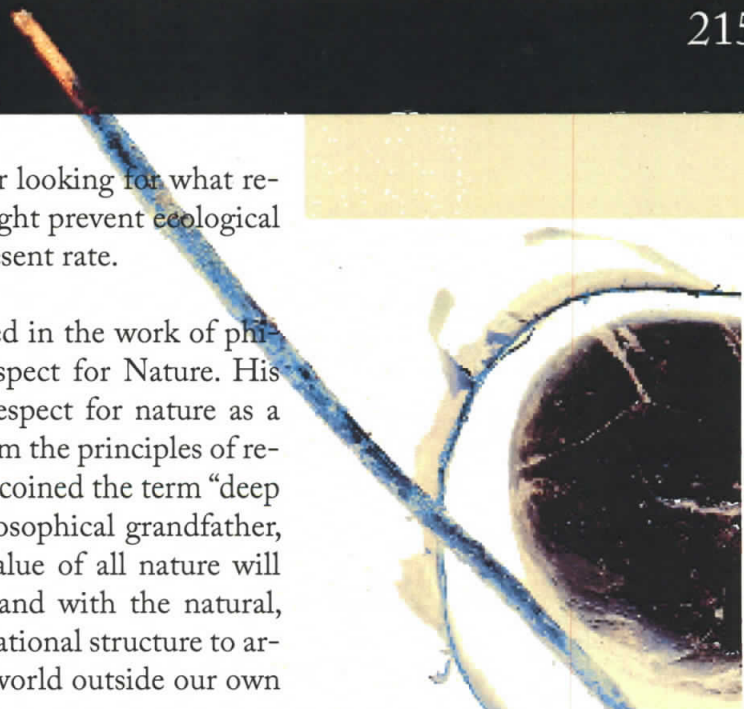 215
r looking for what re-
ght prevent ecological
esent rate.
ed in the work of phi-
spect for Nature. His
espect for nature as a
m the principles of re-
coined the term “deep
osophical grandfather,
alue of all nature will
and with the natural,
ational structure to ar-
world outside our own